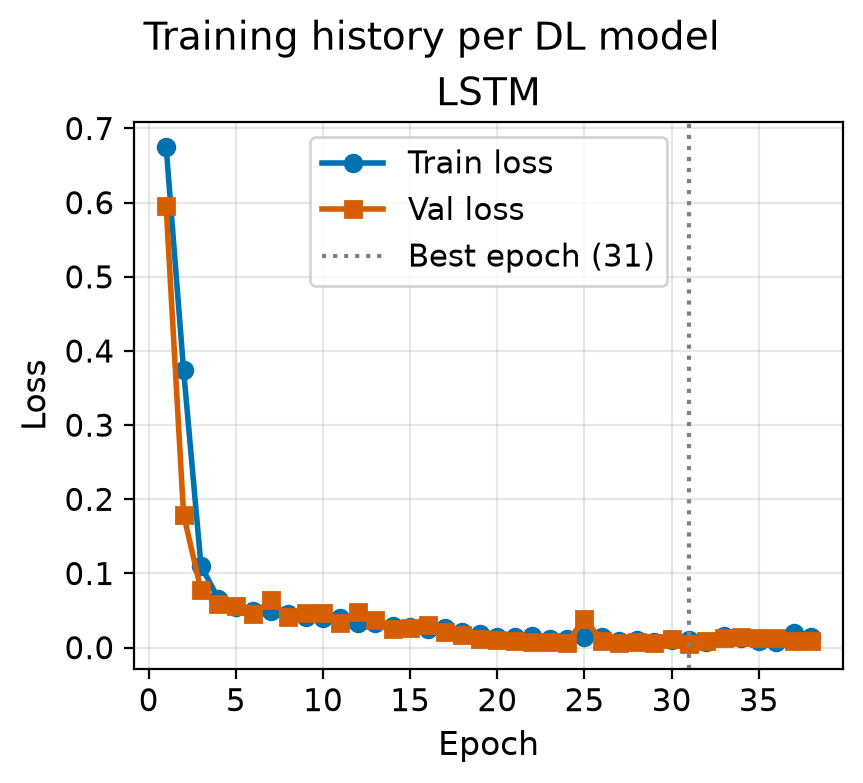 Training history per DL model
LSTM
Train loss
Val loss
Best epoch (31)
Loss
0.7
0.6
0.5
0.4
0.3
0.2
0.1
0.0
0 5 10 15 20 25 30 35
Epoch